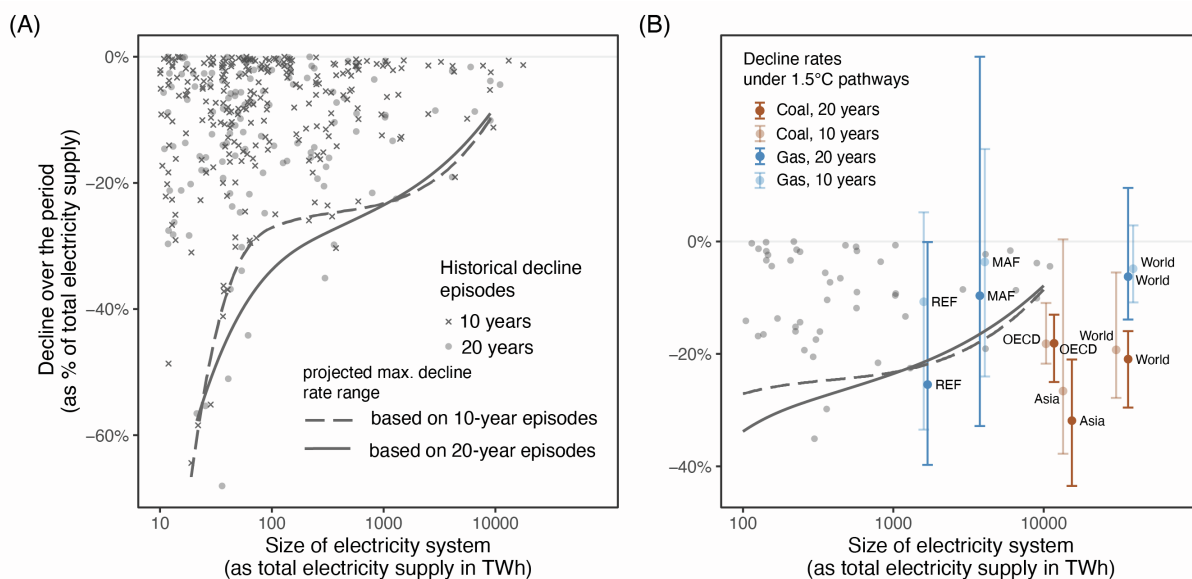 (A)
Decline over the period
(as % of total electricity supply)
0%
−20%
−40%
−60%
Historical decline
episodes
10 years
20 years
projected max. decline
rate range
based on 10-year episodes
based on 20-year episodes
10
100
1000
10000
Size of electricity system
(as total electricity supply in TWh)
(B)
Decline rates
under 1.5°C pathways
Coal, 20 years
Coal, 10 years
Gas, 20 years
Gas, 10 years
0%
−20%
−40%
MAF
World
World
REF
MAF
OECD
World
OECD
World
REF
Asia
Asia
100
1000
10000
Size of electricity system
(as total electricity supply in TWh)